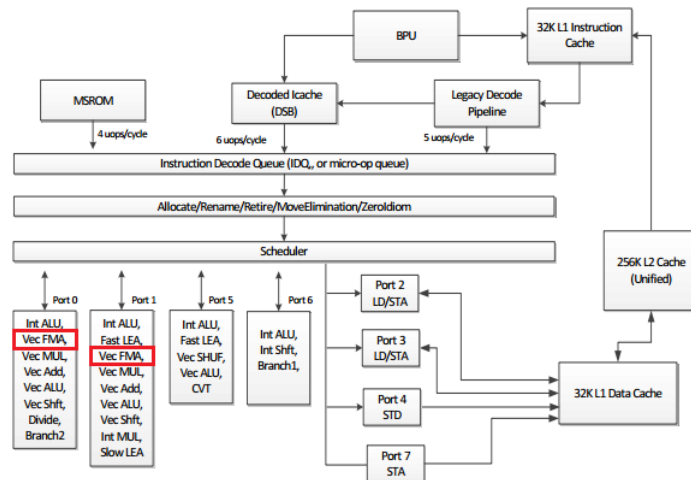 BPU
32K L1 Instruction
Cache
MSROM
Decoded Icache
(DSB)
Legacy Decode
Pipeline
4 uops/cycle
6 uops/cycle
5 uops/cycle
Instruction Decode Queue (IDQ,, or micro-op queue)
Allocate/Rename/Retire/MoveElimination/ZeroIdiom
Scheduler
256K L2 Cache
(Unified)
Port 0
Port 1
Port 5
Port 6
Int ALU,
Vec FMA,
Vec MUL,
Vec Add,
Vec ALU,
Vec Shft,
Divide,
Branch2
Int ALU,
Fast LEA,
Vec FMA,
Vec MUL,
Vec Add,
Vec ALU,
Vec Shft,
Int MUL,
Slow LEA
Int ALU,
Fast LEA,
Vec SHUF,
Vec ALU,
CVT
Int ALU,
Int Shft,
Branch1,
Port 2
LD/STA
Port 3
LD/STA
Port 4
STD
Port 7
STA
32K L1 Data Cache